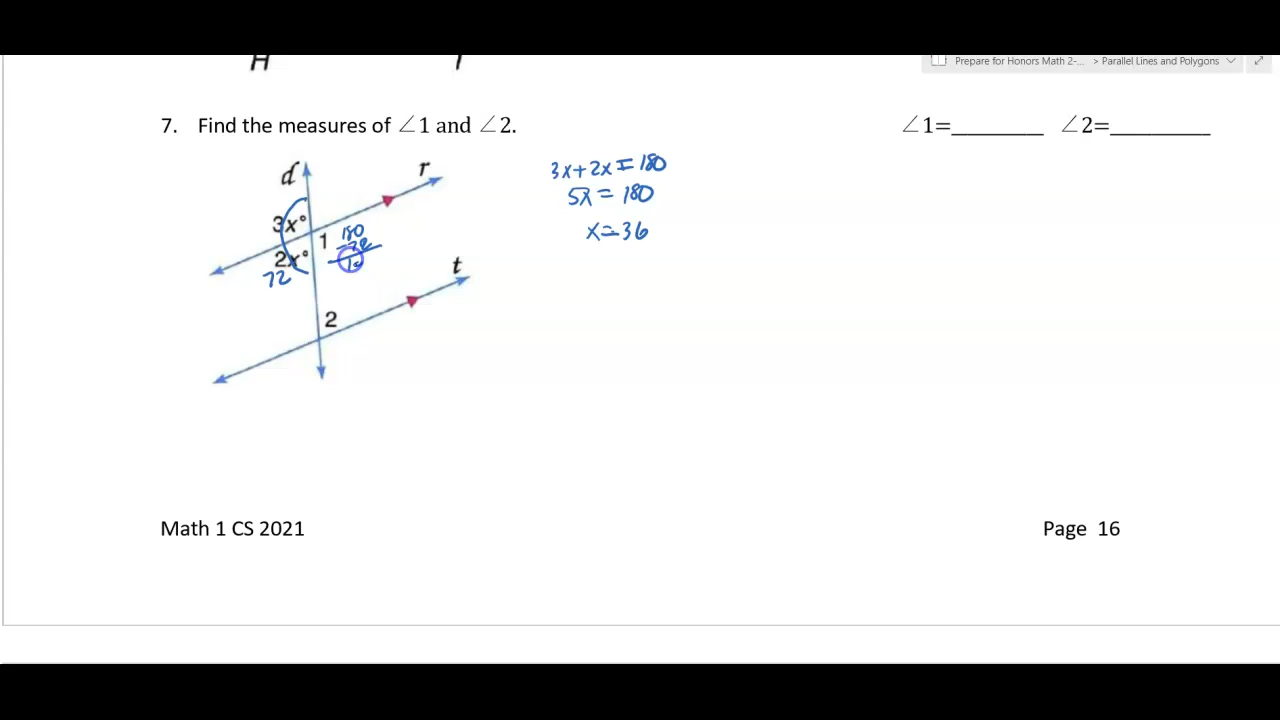 H T
Prepare for Honors Math 2-... > Parallel Lines and Polygons
7. Find the measures of ∠1 and ∠2.
∠1=________ ∠2=_________
d
r
3x+2x=180
5x = 180
x=36
3x°
1
180
2x°
72
t
2
Math 1 CS 2021
Page 16